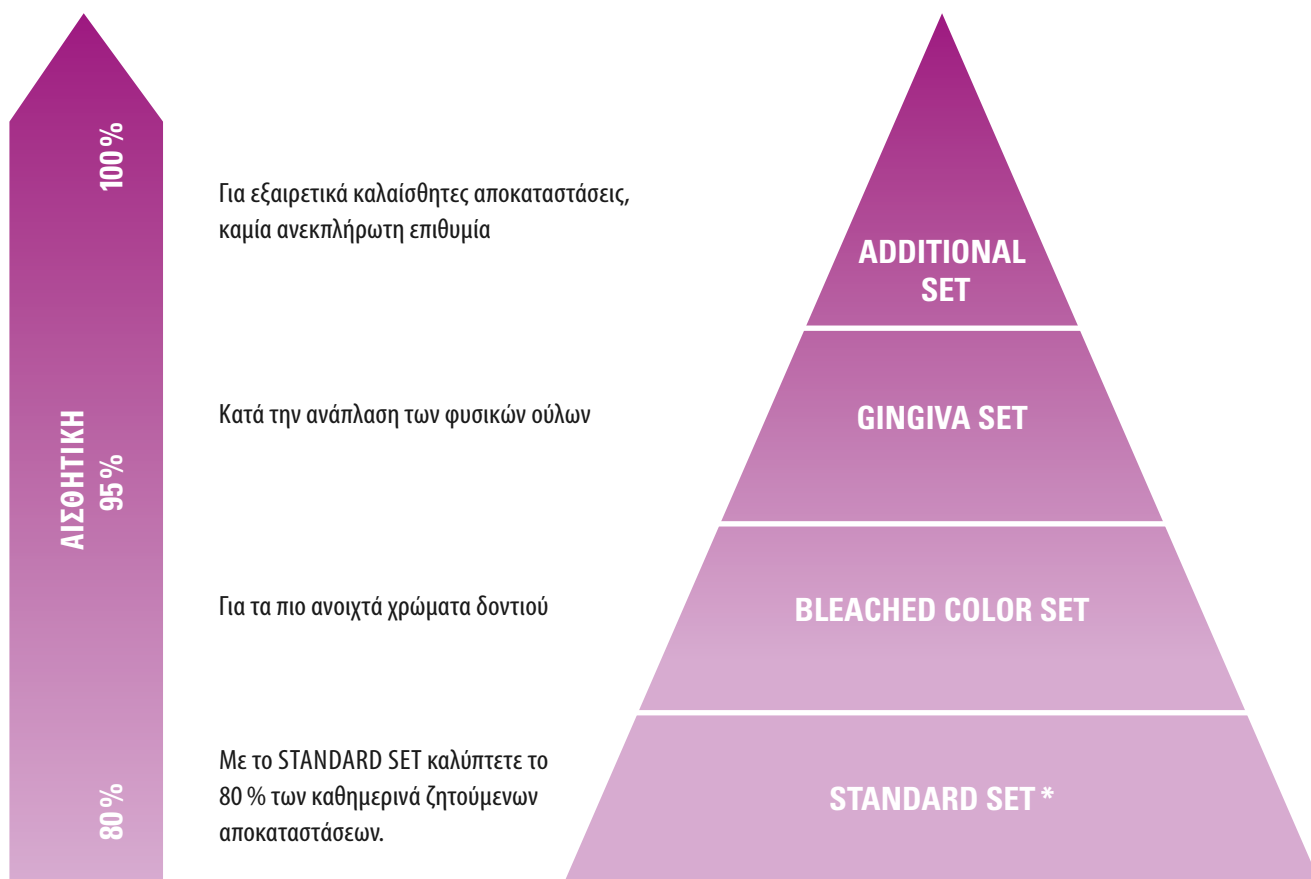 100 %
Για εξαιρετικά καλαίσθητες αποκαταστάσεις,
καμία ανεκπλήρωτη επιθυμία
ADDITIONAL
SET
ΑΙΣΘΗΤΙΚΗ
95 %
Κατά την ανάπλαση των φυσικών ούλων
GINGIVA SET
Για τα πιο ανοιχτά χρώματα δοντιού
BLEACHED COLOR SET
80 %
Με το STANDARD SET καλύπτετε το
80 % των καθημερινά ζητούμενων
αποκαταστάσεων.
STANDARD SET *